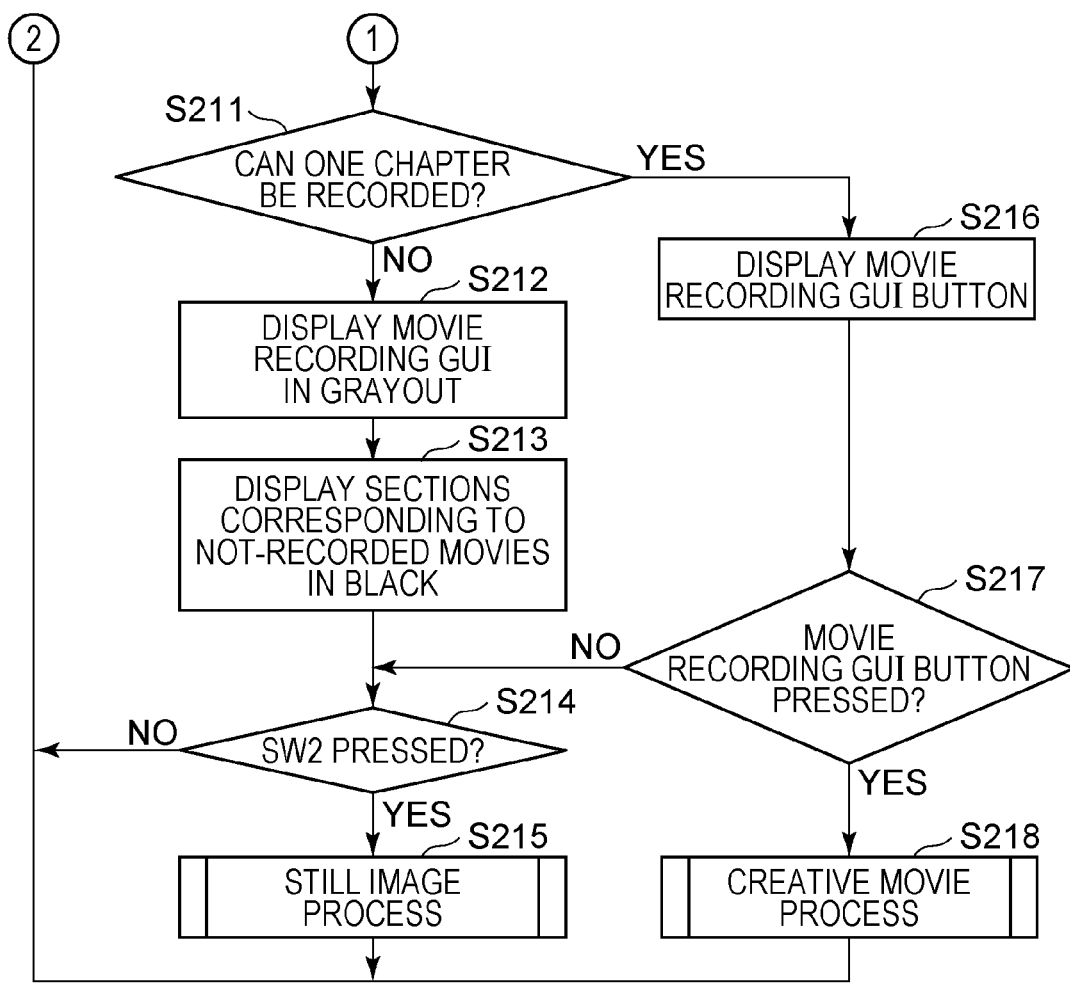 2
1
S211
CAN ONE CHAPTER
BE RECORDED?
YES
NO
S216
DISPLAY MOVIE
RECORDING GUI BUTTON
S212
DISPLAY MOVIE
RECORDING GUI
IN GRAYOUT
S213
DISPLAY SECTIONS
CORRESPONDING TO
NOT-RECORDED MOVIES
IN BLACK
S217
MOVIE
RECORDING GUI BUTTON
PRESSED?
NO
YES
S214
SW2 PRESSED?
NO
YES
S215
STILL IMAGE
PROCESS
S218
CREATIVE MOVIE
PROCESS